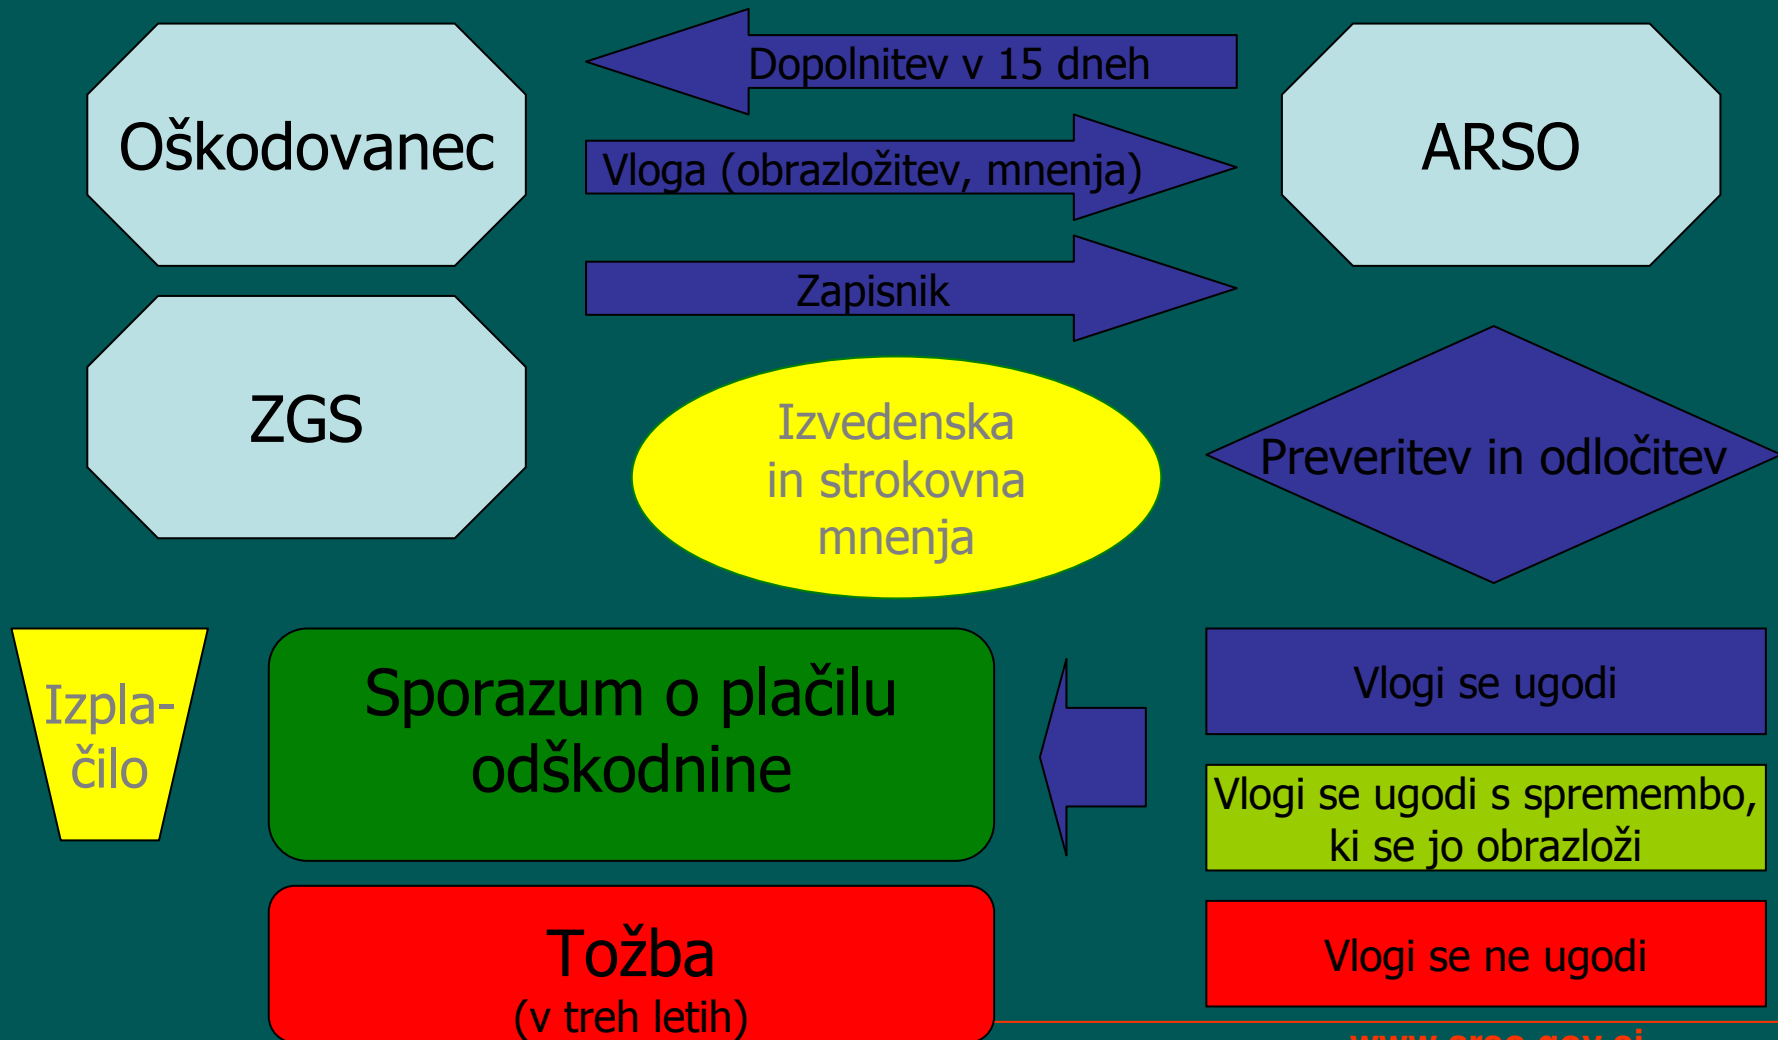 Dopolnitev v 15 dneh
Oškodovanec
ARSO
Vloga (obrazložitev, mnenja)
Zapisnik
ZGS
Izvedenska
in strokovna
mnenja
Preveritev in odločitev
Izpla-
čilo
Sporazum o plačilu
odškodnine
Vlogi se ugodi
Vlogi se ugodi s spremembo,
ki se jo obrazloži
Tožba
(v treh letih)
Vlogi se ne ugodi